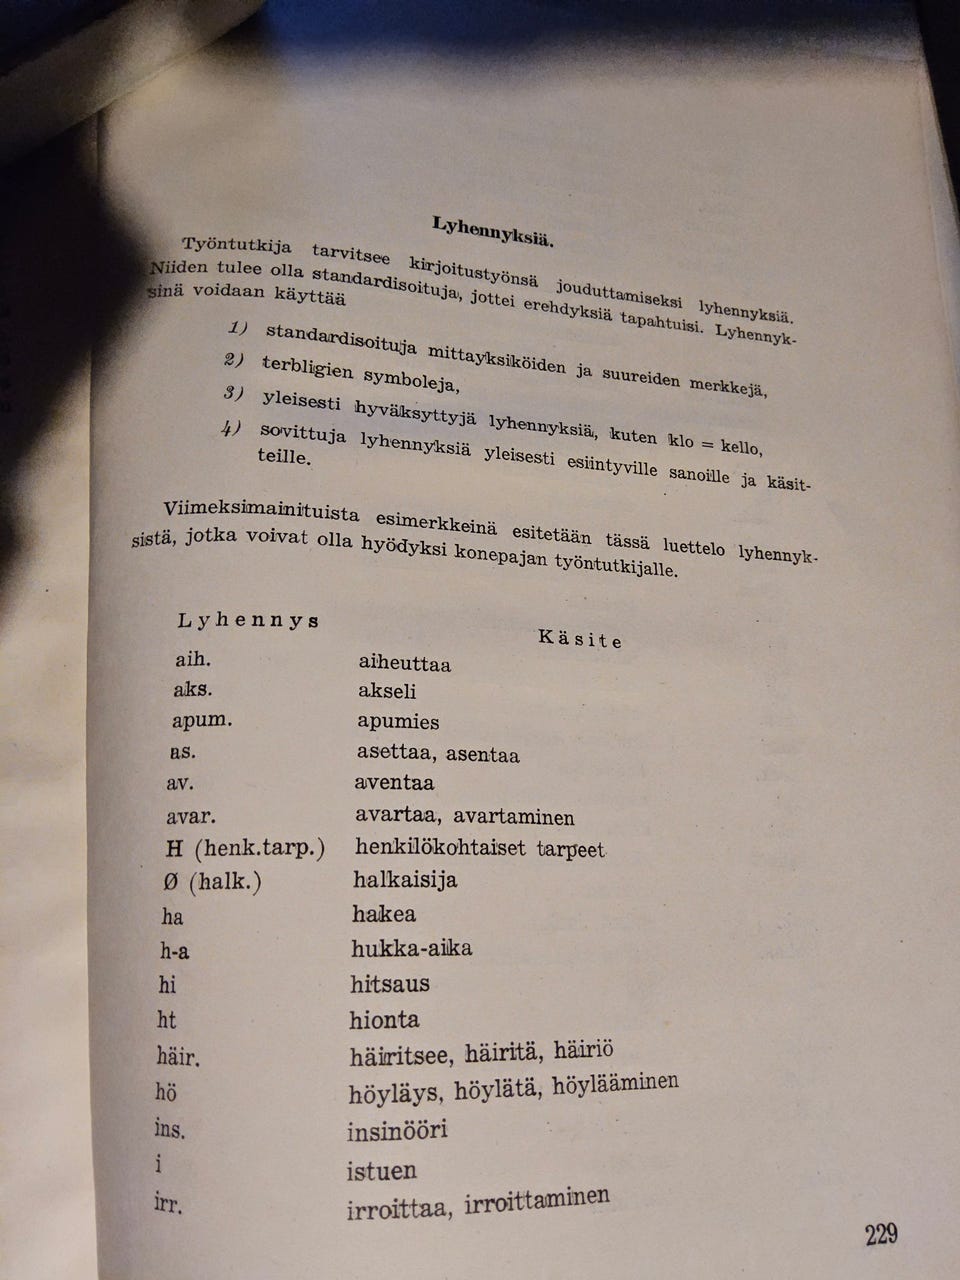 Lyhennyksiä.
Työntutkija tarvitsee kirjoitustyönsä jouduttamiseksi lyhennyksiä.
Niiden tulee olla standardisoituja, jottei erehdyksiä tapahtuisi. Lyhennyk-
sinä voidaan käyttää
1) standardisoituja mittayksiköiden ja suureiden merkkejä,
2) terbligien symboleja,
3) yleisesti hyväksyttyjä lyhennyksiä, kuten klo = kello,
4) sovittuja lyhennyksiä yleisesti esiintyville sanoille ja käsit-
teille.
Viimeksimainituista esimerkkeinä esitetään tässä luettelo lyhennyk-
sistä, jotka voivat olla hyödyksi konepajan työntutkijalle.
Lyhennys Käsite
aih. aiheuttaa
aks. akseli
apum. apumies
as. asettaa, asentaa
av. aventaa
avar. avartaa, avartaminen
H (henk.tarp.) henkilökohtaiset tarpeet
Ø (halk.) halkaisija
ha hakea
h-a hukka-aika
hi hitsaus
ht hionta
häir. häiritsee, häiritä, häiriö
hö höyläys, höylätä, höylääminen
ins. insinööri
i istuen
irr. irroittaa, irroittaminen
229